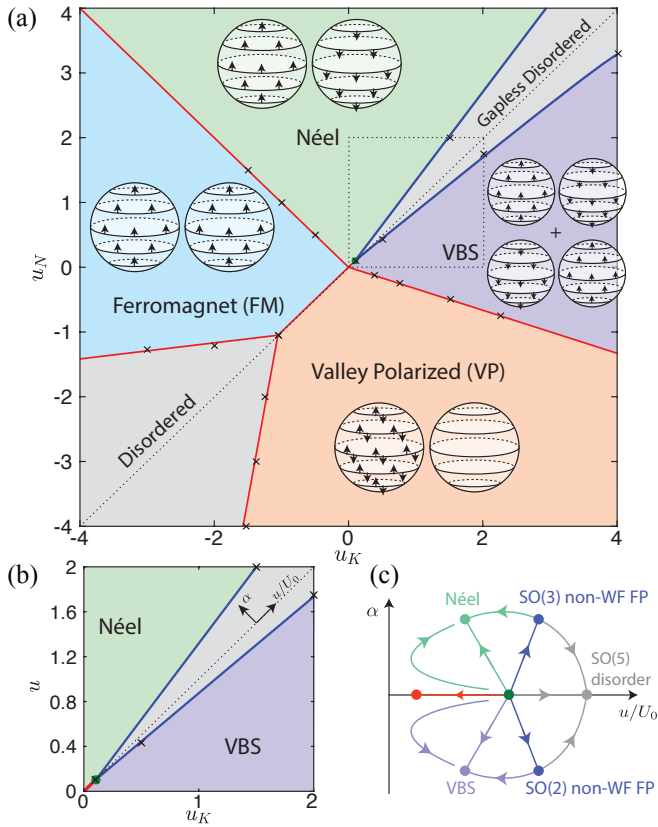 (a)
4
3
2
1
0
-1
-2
-3
-4
u_N
-4
-2
0
2
4
u_K
Néel
Gapless Disordered
VBS
+
Ferromagnet (FM)
Valley Polarized (VP)
Disordered
(b)
2
1.6
1.2
0.8
0.4
0
u
0
1
2
u_K
Néel
α
u/U_0
VBS
(c)
α
Néel
SO(3) non-WF FP
SO(5)
disorder
u/U_0
VBS
SO(2) non-WF FP